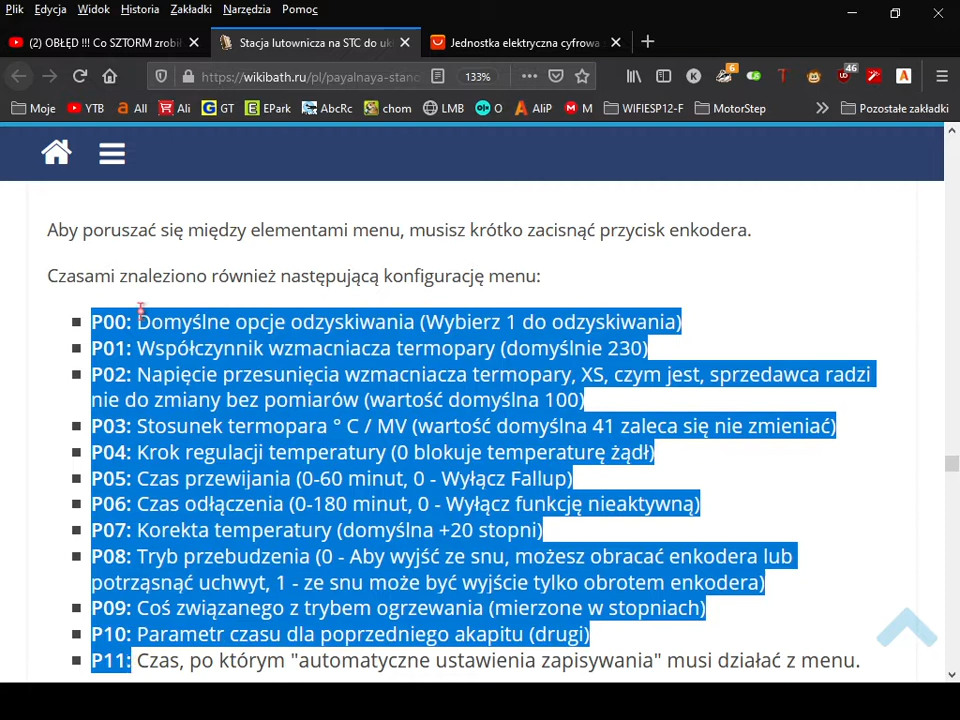 Plik Edycja Widok Historia Zakładki Narzędzia Pomoc
(2) OBŁĘD !!! Co SZTORM zrobi
Stacja lutownicza na STC do uk
Jednostka elektryczna cyfrowa
https://wikibath.ru/pl/payalnaya-stanc
133%
K
6
T
46
A
Moje YTB All Ali GT EPark AbcRc chom LMB O AliP M WIFIESP12-F MotorStep Pozostałe zakładki
Aby poruszać się między elementami menu, musisz krótko zacisnąć przycisk enkodera.
Czasami znaleziono również następującą konfigurację menu:
P00: Domyślne opcje odzyskiwania (Wybierz 1 do odzyskiwania)
P01: Współczynnik wzmacniacza termopary (domyślnie 230)
P02: Napięcie przesunięcia wzmacniacza termopary, XS, czym jest, sprzedawca radzi
nie do zmiany bez pomiarów (wartość domyślna 100)
P03: Stosunek termopara ° C / MV (wartość domyślna 41 zaleca się nie zmieniać)
P04: Krok regulacji temperatury (0 blokuje temperaturę żądł)
P05: Czas przewijania (0-60 minut, 0 - Wyłącz Fallup)
P06: Czas odłączenia (0-180 minut, 0 - Wyłącz funkcję nieaktywną)
P07: Korekta temperatury (domyślna +20 stopni)
P08: Tryb przebudzenia (0 - Aby wyjść ze snu, możesz obracać enkodera lub
potrząsnąć uchwyt, 1 - ze snu może być wyjście tylko obrotem enkodera)
P09: Coś związanego z trybem ogrzewania (mierzone w stopniach)
P10: Parametr czasu dla poprzedniego akapitu (drugi)
P11: Czas, po którym "automatyczne ustawienia zapisywania" musi działać z menu.